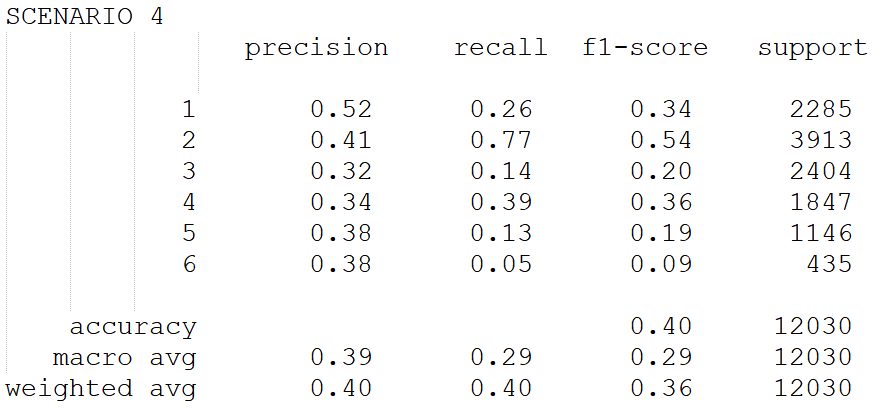 SCENARIO 4
precision recall f1-score support
1 0.52 0.26 0.34 2285
2 0.41 0.77 0.54 3913
3 0.32 0.14 0.20 2404
4 0.34 0.39 0.36 1847
5 0.38 0.13 0.19 1146
6 0.38 0.05 0.09 435
accuracy 0.40 12030
macro avg 0.39 0.29 0.29 12030
weighted avg 0.40 0.40 0.36 12030